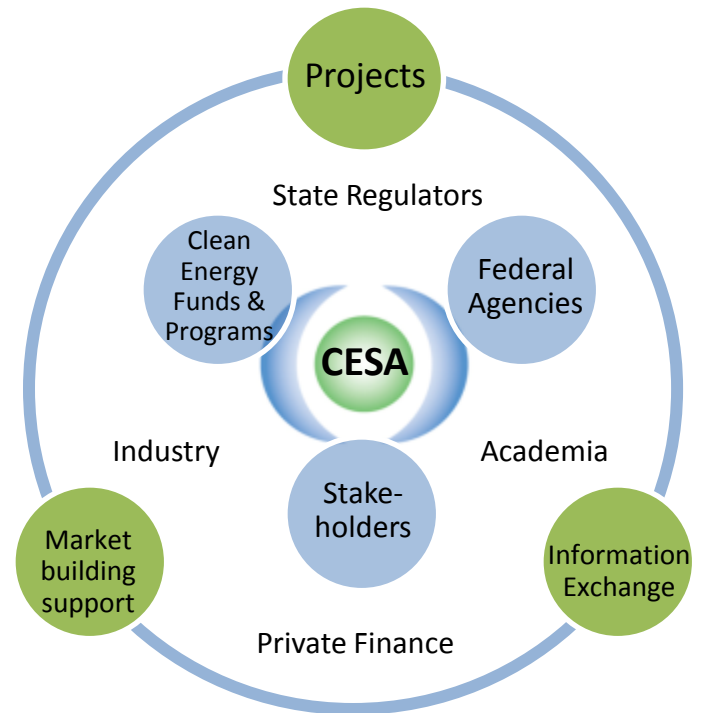 Projects
State Regulators
Clean
Energy
Funds &
Programs
Federal
Agencies
CESA
Industry
Academia
Stake-
holders
Market
building
support
Information
Exchange
Private Finance